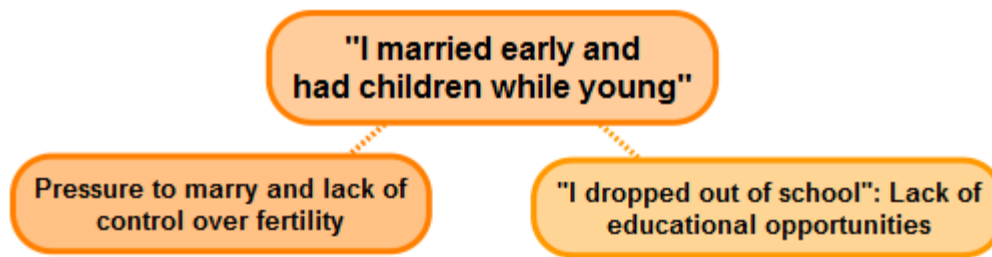 "I married early and
had children while young"
Pressure to marry and lack of
control over fertility
"I dropped out of school": Lack of
educational opportunities